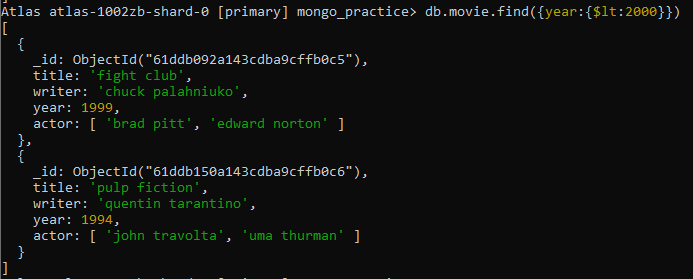 Atlas atlas-1002zb-shard-0 [primary] mongo_practice> db.movie.find({year:{$lt:2000}})
[
  {
    _id: ObjectId("61ddb092a143cdba9cffb0c5"),
    title: 'fight club',
    writer: 'chuck palahniuko',
    year: 1999,
    actor: [ 'brad pitt', 'edward norton' ]
  },
  {
    _id: ObjectId("61ddb150a143cdba9cffb0c6"),
    title: 'pulp fiction',
    writer: 'quentin tarantino',
    year: 1994,
    actor: [ 'john travolta', 'uma thurman' ]
  }
]